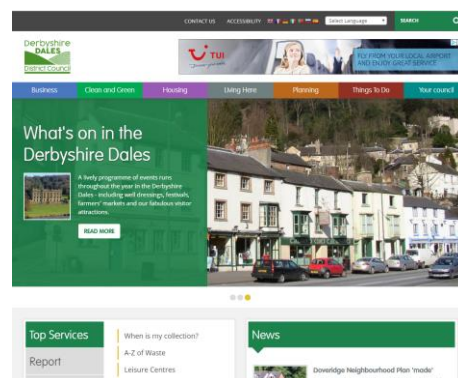 CONTACT US ACCESSIBILITY Select Language SEARCH
Derbyshire
DALES
District Council
TUI
FLY FROM YOUR LOCAL AIRPORT
AND ENJOY GREAT SERVICE
Business Clean and Green Housing Living Here Planning Things To Do Your council
What's on in the
Derbyshire Dales
A lively programme of events runs
throughout the year in the Derbyshire
Dales - including well dressings, festivals,
farmers' markets and our fabulous visitor
attractions.
READ MORE
Top Services
Report
When is my collection?
A-Z of Waste
Leisure Centres
News
Doveridge Neighbourhood Plan 'made'